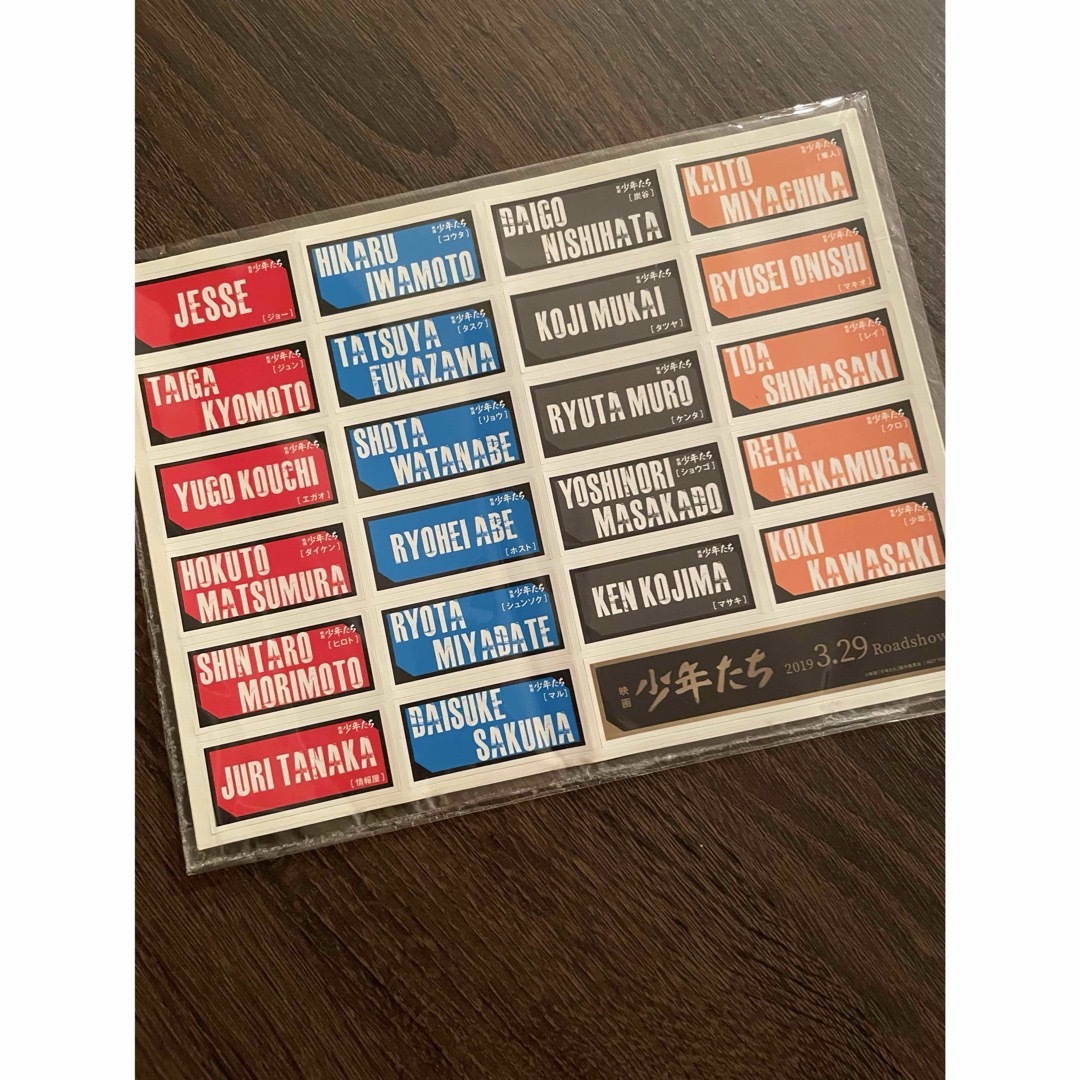 映画 少年たち
JESSE
[ジョー]
映画 少年たち
[ジュン]
TAIGA
KYOMOTO
映画 少年たち
YUGO KOUCHI
[エガオ]
映画 少年たち
[ダイケン]
HOKUTO
MATSUMURA
映画 少年たち
[ヒロト]
SHINTARO
MORIMOTO
映画 少年たち
JURI TANAKA
[情報屋]
映画 少年たち
[コウタ]
HIKARU
IWAMOTO
映画 少年たち
[タスク]
TATSUYA
FUKAZAWA
映画 少年たち
[リョウ]
SHOTA
WATANABE
映画 少年たち
RYOHEI ABE
[ホスト]
映画 少年たち
[シュンソク]
RYOTA
MIYADATE
映画 少年たち
[マル]
DAISUKE
SAKUMA
映画 少年たち
[炭谷]
DAIGO
NISHIHATA
映画 少年たち
KOJI MUKAI
[タツヤ]
映画 少年たち
RYUTA MURO
[ケンタ]
映画 少年たち
[ショウゴ]
YOSHINORI
MASAKADO
映画 少年たち
KEN KOJIMA
[マサキ]
映画 少年たち
[隼人]
KAITO
MIYACHIKA
映画 少年たち
RYUSEI ONISHI
[マキオ]
映画 少年たち
[レイ]
TOA
SHIMASAKI
映画 少年たち
[クロ]
REIA
NAKAMURA
映画 少年たち
[少年]
KOKI
KAWASAKI
映画 少年たち 2019 3.29 Roadshow